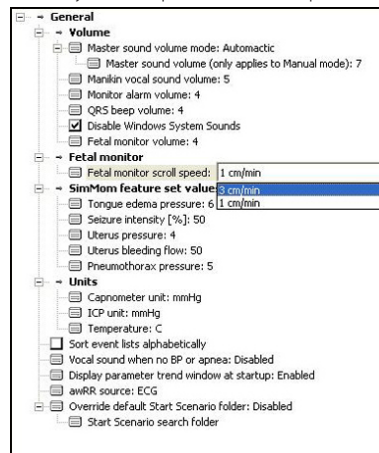 General
Volume
Master sound volume mode: Automactic
Master sound volume (only applies to Manual mode): 7
Manikin vocal sound volume: 5
Monitor alarm volume: 4
QRS beep volume: 4
Disable Windows System Sounds
Fetal monitor volume: 4
Fetal monitor
Fetal monitor scroll speed: 1 cm/min
3 cm/min
1 cm/min
SimMom feature set value
Tongue edema pressure: 6
Seizure intensity [%]: 50
Uterus pressure: 4
Uterus bleeding flow: 50
Pneumothorax pressure: 5
Units
Capnometer unit: mmHg
ICP unit: mmHg
Temperature: C
Sort event lists alphabetically
Vocal sound when no BP or apnea: Disabled
Display parameter trend window at startup: Enabled
awRR source: ECG
Override default Start Scenario folder: Disabled
Start Scenario search folder